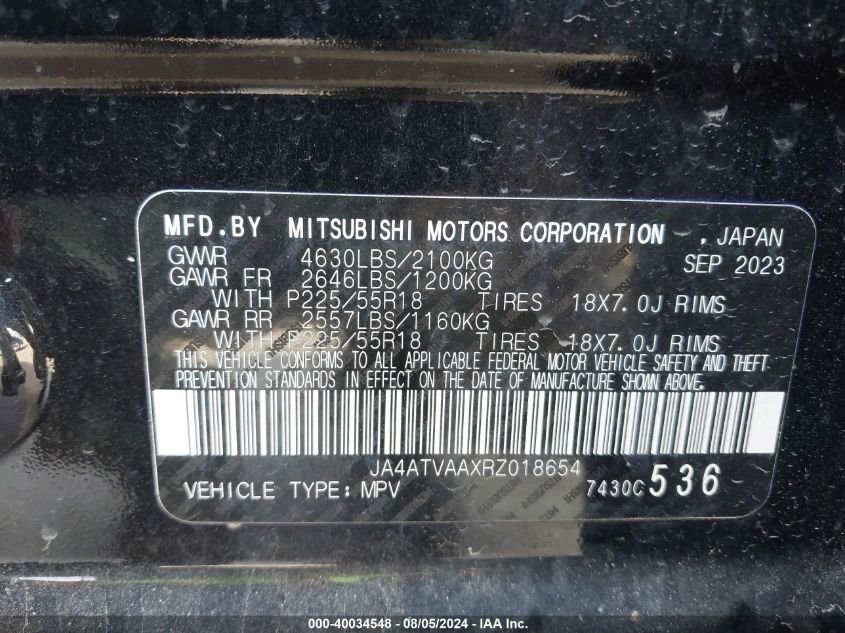 MFD.BY MITSUBISHI MOTORS CORPORATION , JAPAN
GVWR 4630LBS/2100KG SEP 2023
GAWR FR 2646LBS/1200KG
WITH P225/55R18 TIRES 18X7.0J RIMS
GAWR RR 2557LBS/1160KG
WITH P225/55R18 TIRES 18X7.0J RIMS
THIS VEHICLE CONFORMS TO ALL APPLICABLE FEDERAL MOTOR VEHICLE SAFETY AND THEFT
PREVENTION STANDARDS IN EFFECT ON THE DATE OF MANUFACTURE SHOWN ABOVE.
JA4ATVAAXRZ018654
VEHICLE TYPE: MPV 7430C 536
000-40034548 - 08/05/2024 - IAA Inc.